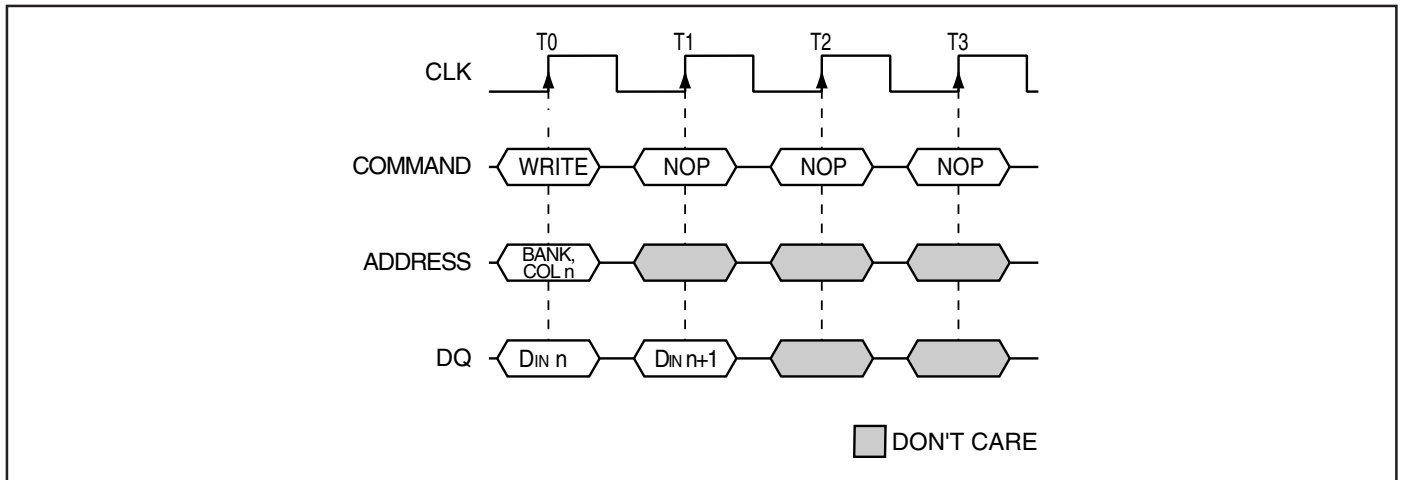 T0 T1 T2 T3
CLK
COMMAND WRITE NOP NOP NOP
ADDRESS BANK,
COL n
DQ DIN n DIN n+1
DON'T CARE